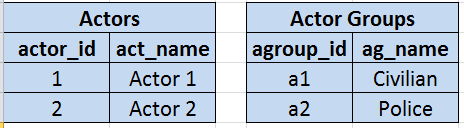 Actors Actor Groups
actor_id act_name agroup_id ag_name
1 Actor 1 a1 Civilian
2 Actor 2 a2 Police